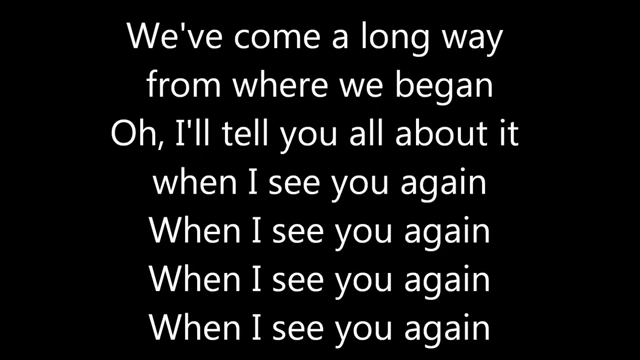 We've come a long way
from where we began
Oh, I'll tell you all about it
when I see you again
When I see you again
When I see you again
When I see you again